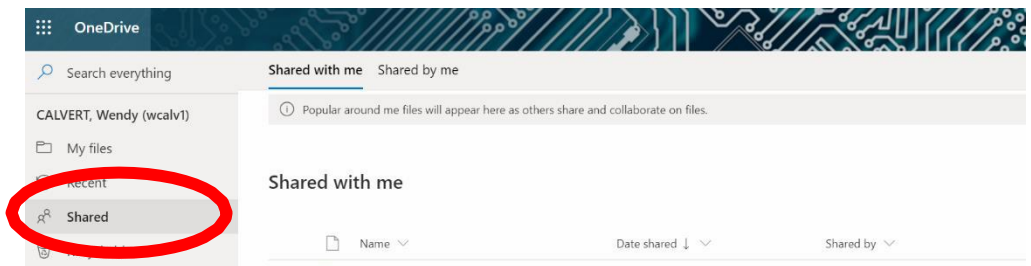 OneDrive
Search everything
Shared with me Shared by me
CALVERT, Wendy (wcalv1)
Popular around me files will appear here as others share and collaborate on files.
My files
Recent
Shared with me
Shared
Name Date shared ↓ Shared by